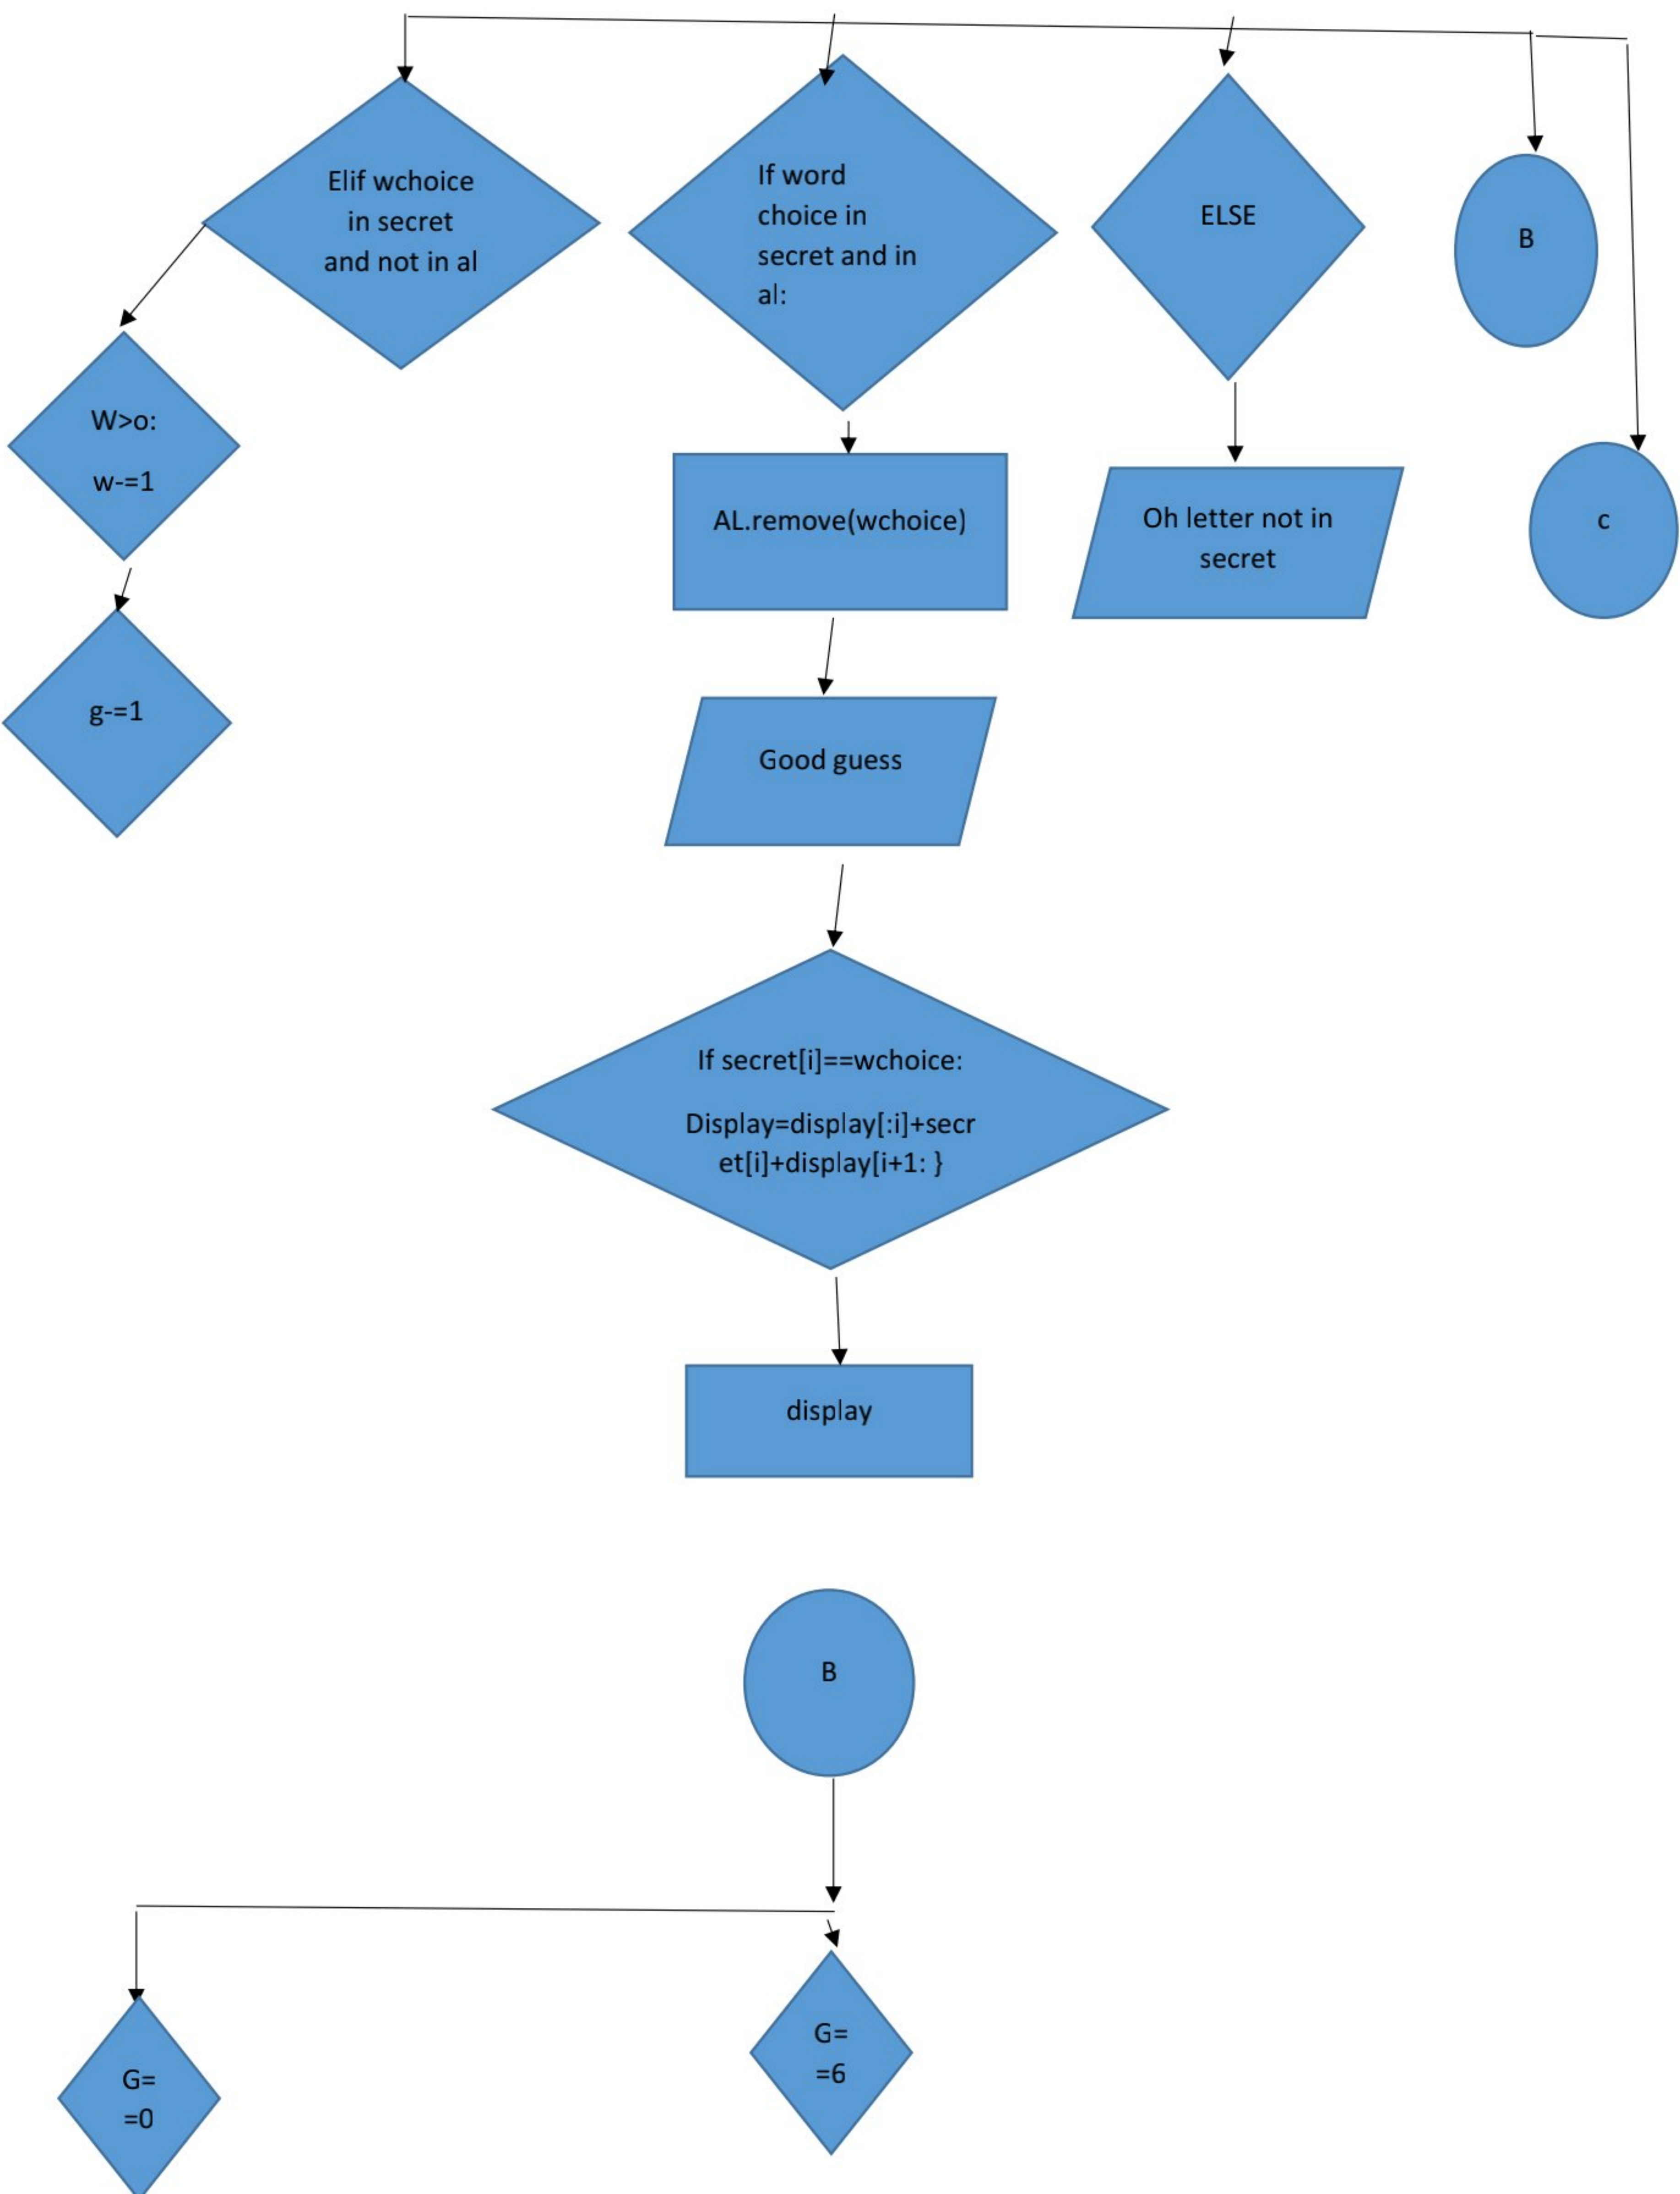 Elif wchoice
in secret
and not in al
If word
choice in
secret and in
al:
ELSE
B
W>o:
w-=1
AL.remove(wchoice)
Oh letter not in
secret
c
g-=1
Good guess
If secret[i]==wchoice:
Display=display[:i]+secr
et[i]+display[i+1: }
display
B
G=
=0
G=
=6